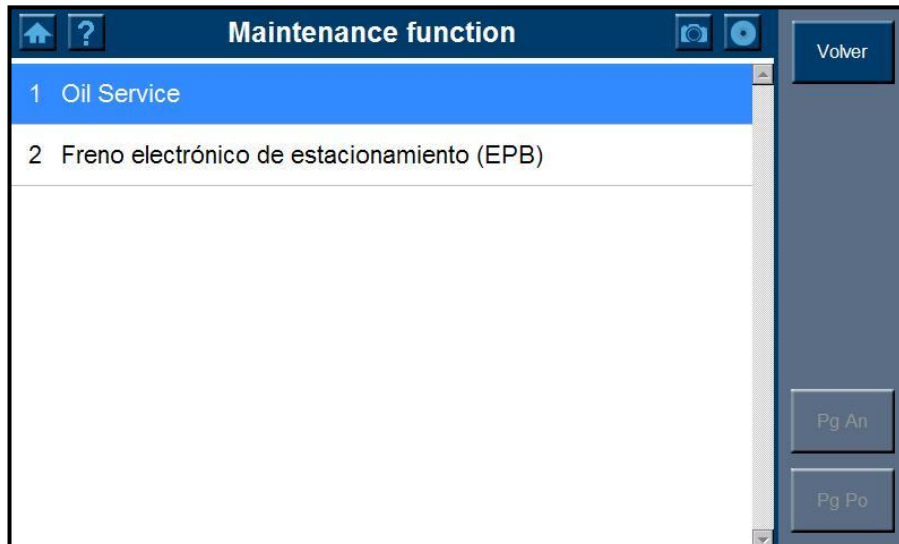 ?
Maintenance function
Volver
1 Oil Service
2 Freno electrónico de estacionamiento (EPB)
Pg An
Pg Po